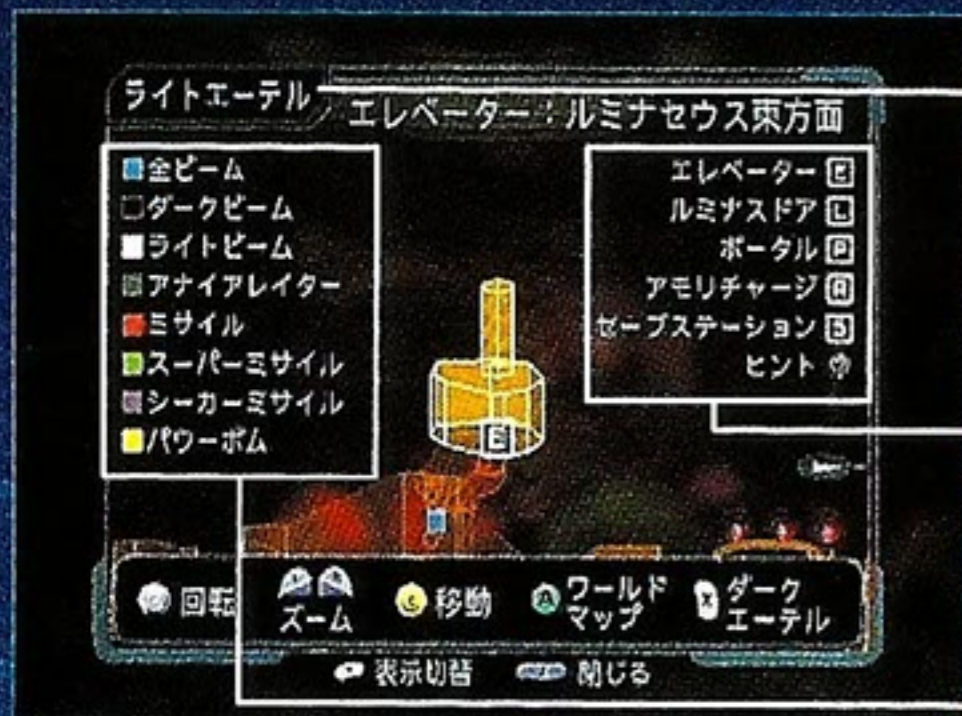 ライトエーテル
エレベーター:ルミナセウス東方面
全ビーム
ダークビーム
ライトビーム
アナイアレイター
ミサイル
スーパーミサイル
シーカーミサイル
パワーボム
エレベーター E
ルミナスドア L
ポータル P
アモリチャージ A
セーブステーション S
ヒント ?
E
C 回転
ズーム
C 移動
A ワールド
マップ
X ダーク
エーテル
表示切替
閉じる